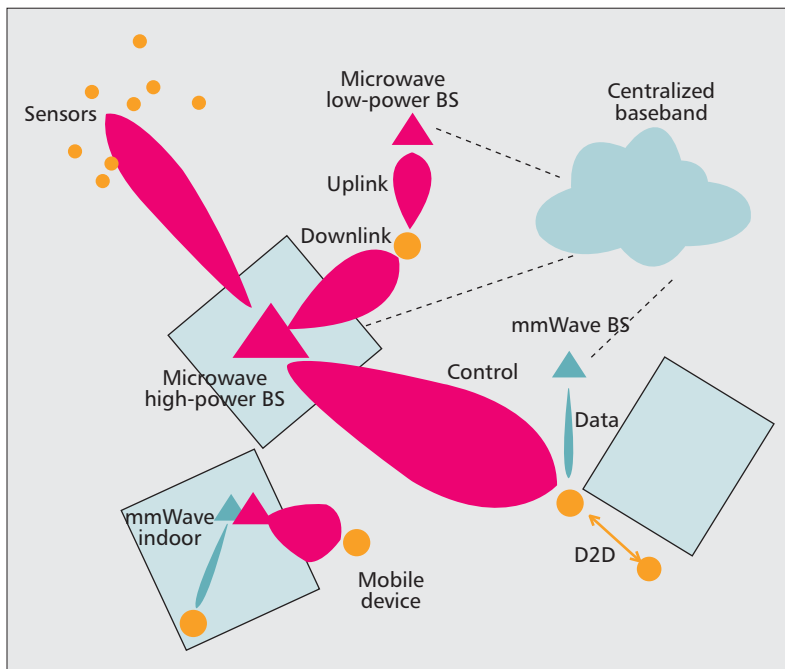 Microwave
low-power BS
Centralized
baseband
Sensors
Uplink
Downlink
mmWave BS
Microwave
high-power BS
Control
Data
mmWave
indoor
D2D
Mobile
device